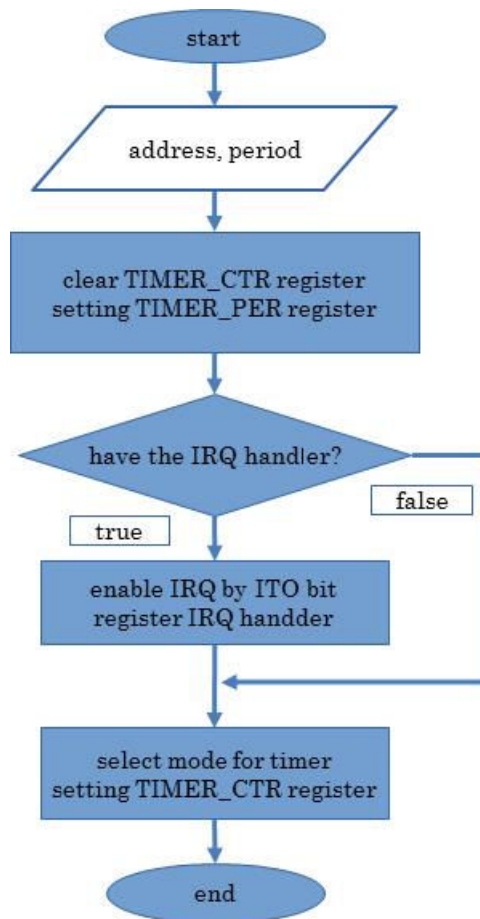 start
address, period
clear TIMER_CTR register
setting TIMER_PER register
have the IRQ handler?
false
true
enable IRQ by ITO bit
register IRQ handder
select mode for timer
setting TIMER_CTR register
end